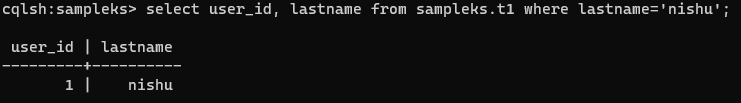 cqlsh:sampleks> select user_id, lastname from sampleks.t1 where lastname='nishu';
 user_id | lastname
---------+----------
       1 |    nishu